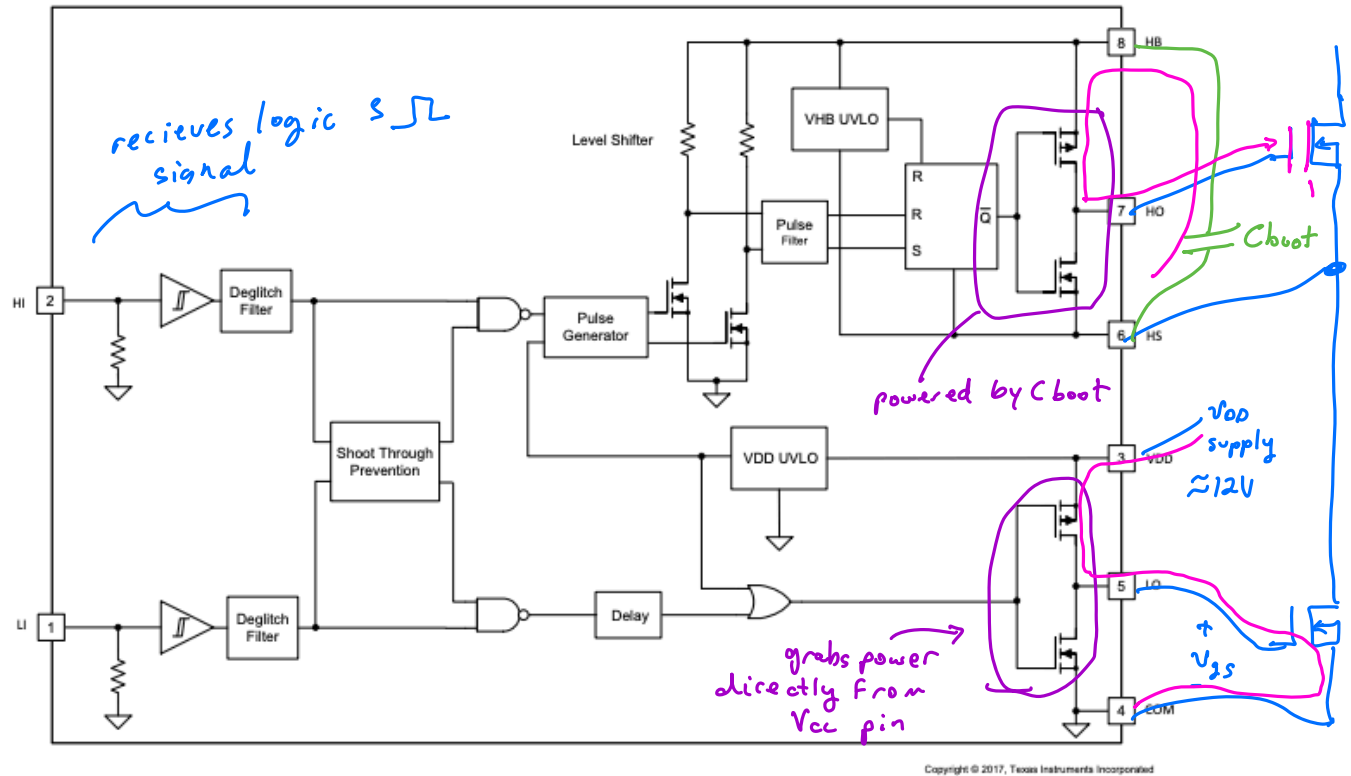 8 HB
recieves logic
signal
VHB UVLO
Level Shifter
R
R
S
Q
Pulse
Filter
7 HO
Cboot
HI 2
Deglitch
Filter
Pulse
Generator
6 HS
powered by Cboot
VDD
supply
≈12V
Shoot Through
Prevention
VDD UVLO
3 VDD
5 LO
LI 1
Deglitch
Filter
Delay
+
Vgs
-
grabs power
directly from
Vcc pin
4 COM
Copyright © 2017, Texas Instruments Incorporated